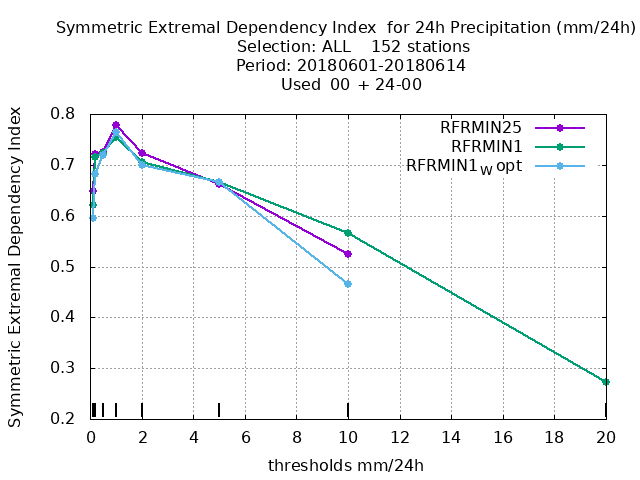 Symmetric Extremal Dependency Index  for 24h Precipitation (mm/24h)
Selection: ALL    152 stations
Period: 20180601-20180614
Used  00 + 24-00
Symmetric Extremal Dependency Index
0.8
0.7
0.6
0.5
0.4
0.3
0.2
RFRMIN25
RFRMIN1
RFRMIN1w opt
0 2 4 6 8 10 12 14 16 18 20
thresholds mm/24h